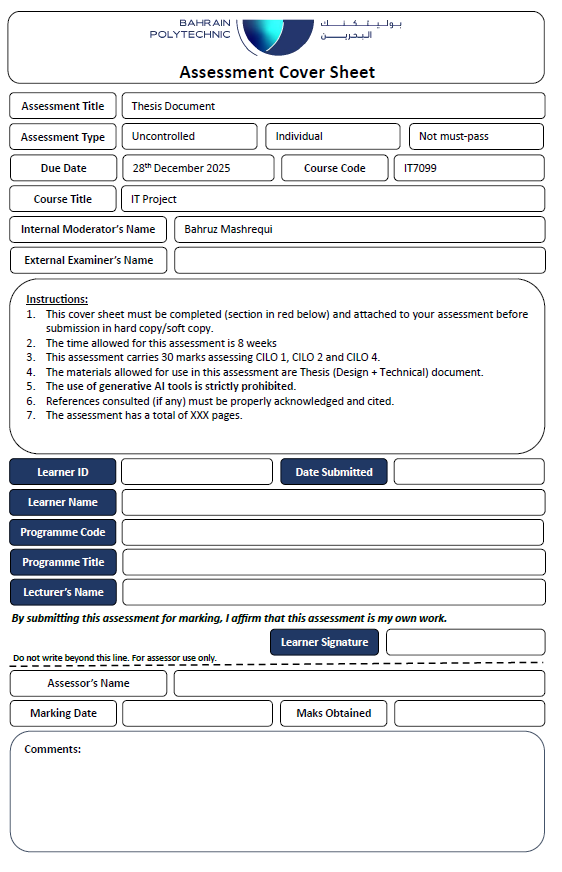 BAHRAIN
POLYTECHNIC
بوليتكنك
البحرين
Assessment Cover Sheet
Assessment Title Thesis Document
Assessment Type Uncontrolled Individual Not must-pass
Due Date 28th December 2025 Course Code IT7099
Course Title IT Project
Internal Moderator's Name Bahruz Mashrequi
External Examiner's Name
Instructions:
1. This cover sheet must be completed (section in red below) and attached to your assessment before
submission in hard copy/soft copy.
2. The time allowed for this assessment is 8 weeks
3. This assessment carries 30 marks assessing CILO 1, CILO 2 and CILO 4.
4. The materials allowed for use in this assessment are Thesis (Design + Technical) document.
5. The use of generative AI tools is strictly prohibited.
6. References consulted (if any) must be properly acknowledged and cited.
7. The assessment has a total of XXX pages.
Learner ID Date Submitted
Learner Name
Programme Code
Programme Title
Lecturer's Name
By submitting this assessment for marking, I affirm that this assessment is my own work.
Learner Signature
Do not write beyond this line. For assessor use only.
Assessor's Name
Marking Date Maks Obtained
Comments: